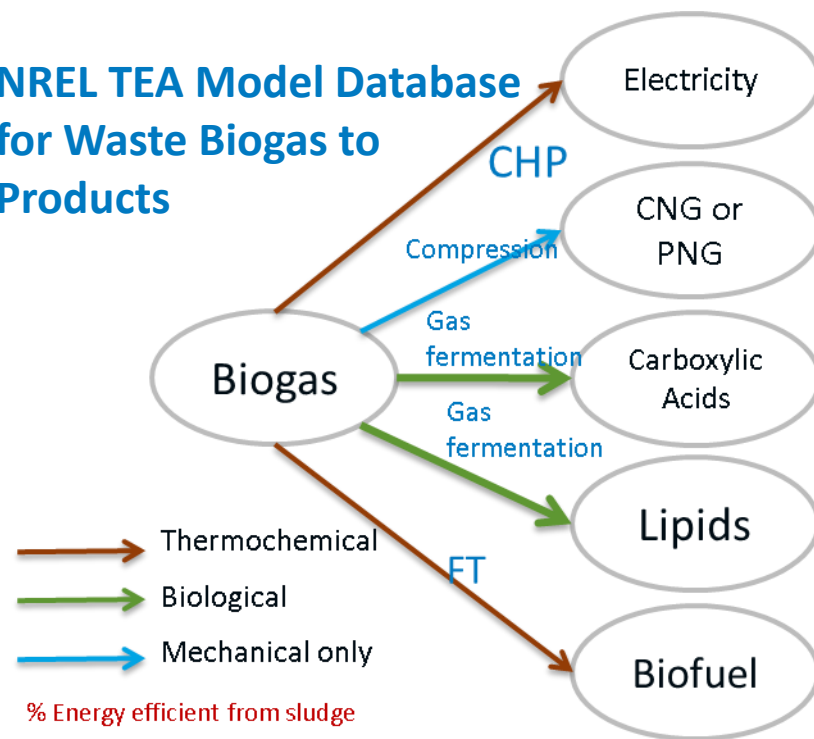 NREL TEA Model Database
for Waste Biogas to
Products
Electricity
CHP
CNG or
PNG
Compression
Gas
fermentation
Carboxylic
Acids
Biogas
Gas
fermentation
Lipids
Thermochemical
FT
Biological
Mechanical only
Biofuel
% Energy efficient from sludge